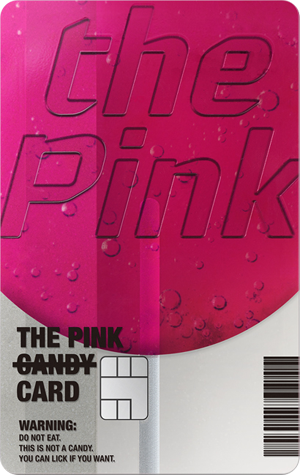 the
Pink
THE PINK
CANDY
CARD
WARNING:
DO NOT EAT.
THIS IS NOT A CANDY.
YOU CAN LICK IF YOU WANT.